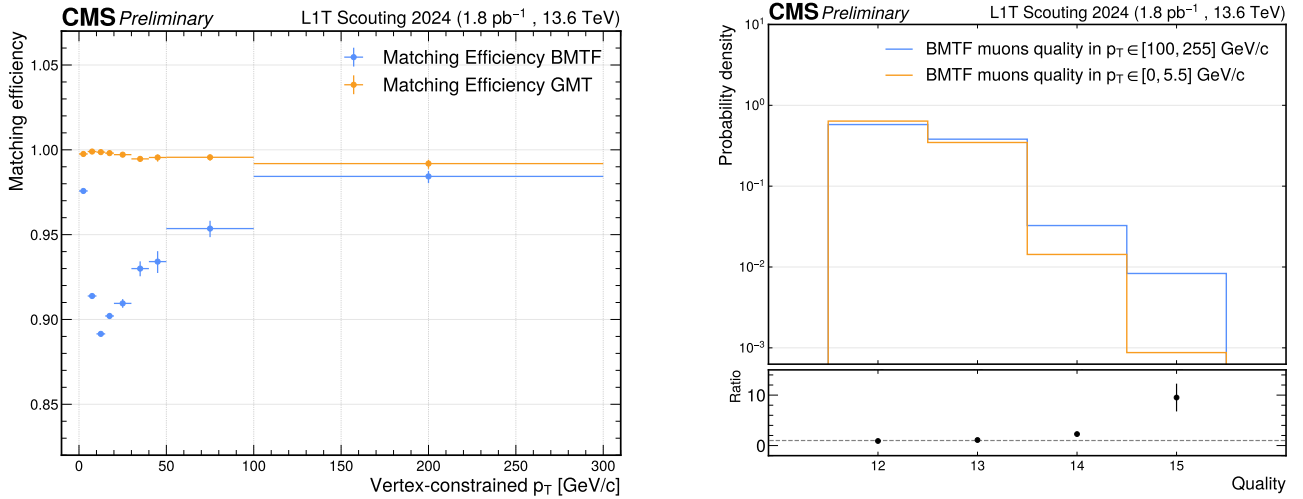 CMS Preliminary L1T Scouting 2024 (1.8 pb⁻¹ , 13.6 TeV)
Matching efficiency
Matching Efficiency BMTF
Matching Efficiency GMT
1.05
1.00
0.95
0.90
0.85
0 50 100 150 200 250 300
Vertex-constrained p_T [GeV/c]
CMS Preliminary L1T Scouting 2024 (1.8 pb⁻¹ , 13.6 TeV)
Probability density
BMTF muons quality in p_T ∈ [100, 255] GeV/c
BMTF muons quality in p_T ∈ [0, 5.5] GeV/c
10¹
10⁰
10⁻¹
10⁻²
10⁻³
Ratio
10
0
12 13 14 15
Quality